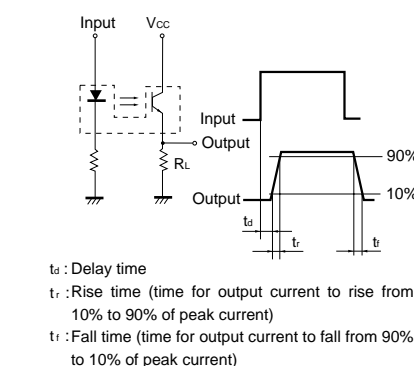 Input Vcc
Input
Output
RL
90%
Output
10%
td
tr tf
td : Delay time
tr : Rise time (time for output current to rise from
10% to 90% of peak current)
tf : Fall time (time for output current to fall from 90%
to 10% of peak current)